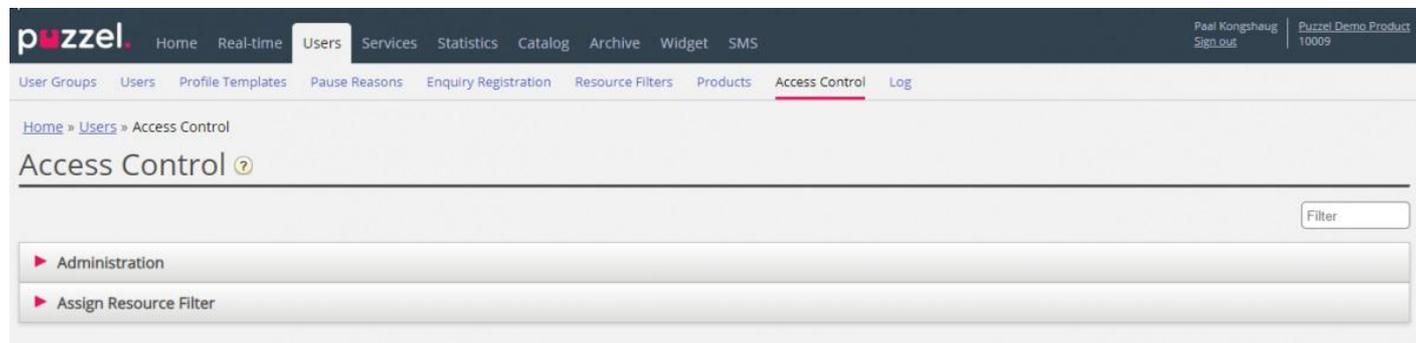 puzzel. Home Real-time Users Services Statistics Catalog Archive Widget SMS
Paal Kongshaug Puzzel Demo Product
Sign out 10009
User Groups Users Profile Templates Pause Reasons Enquiry Registration Resource Filters Products Access Control Log
Home » Users » Access Control
Access Control ?
Filter
Administration
Assign Resource Filter